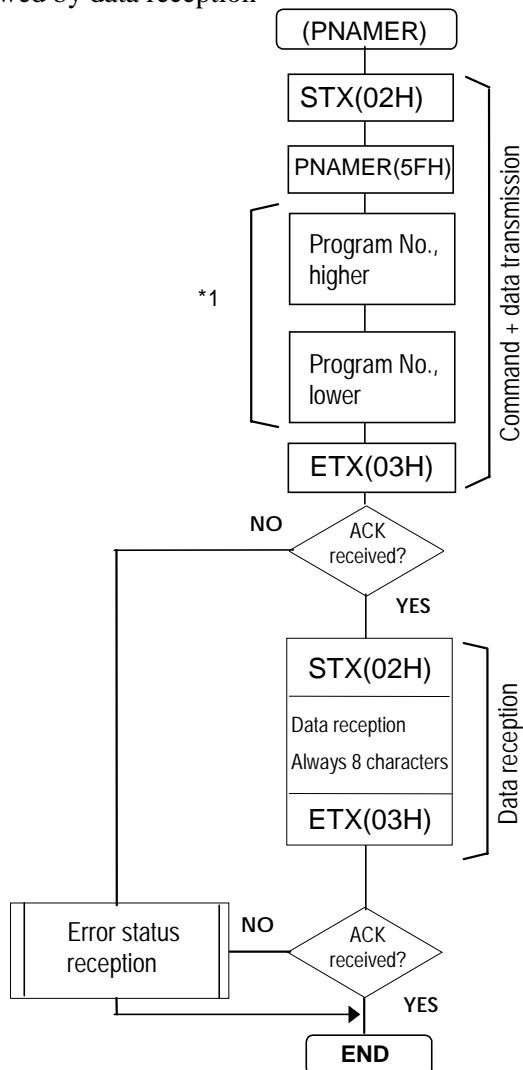 wed by data reception
(PNAMER)
STX(02H)
PNAMER(5FH)
Program No.,
higher
*1
Program No.,
lower
ETX(03H)
Command + data transmission
NO
ACK
received?
YES
STX(02H)
Data reception
Always 8 characters
ETX(03H)
Data reception
Error status
reception
NO
ACK
received?
YES
END